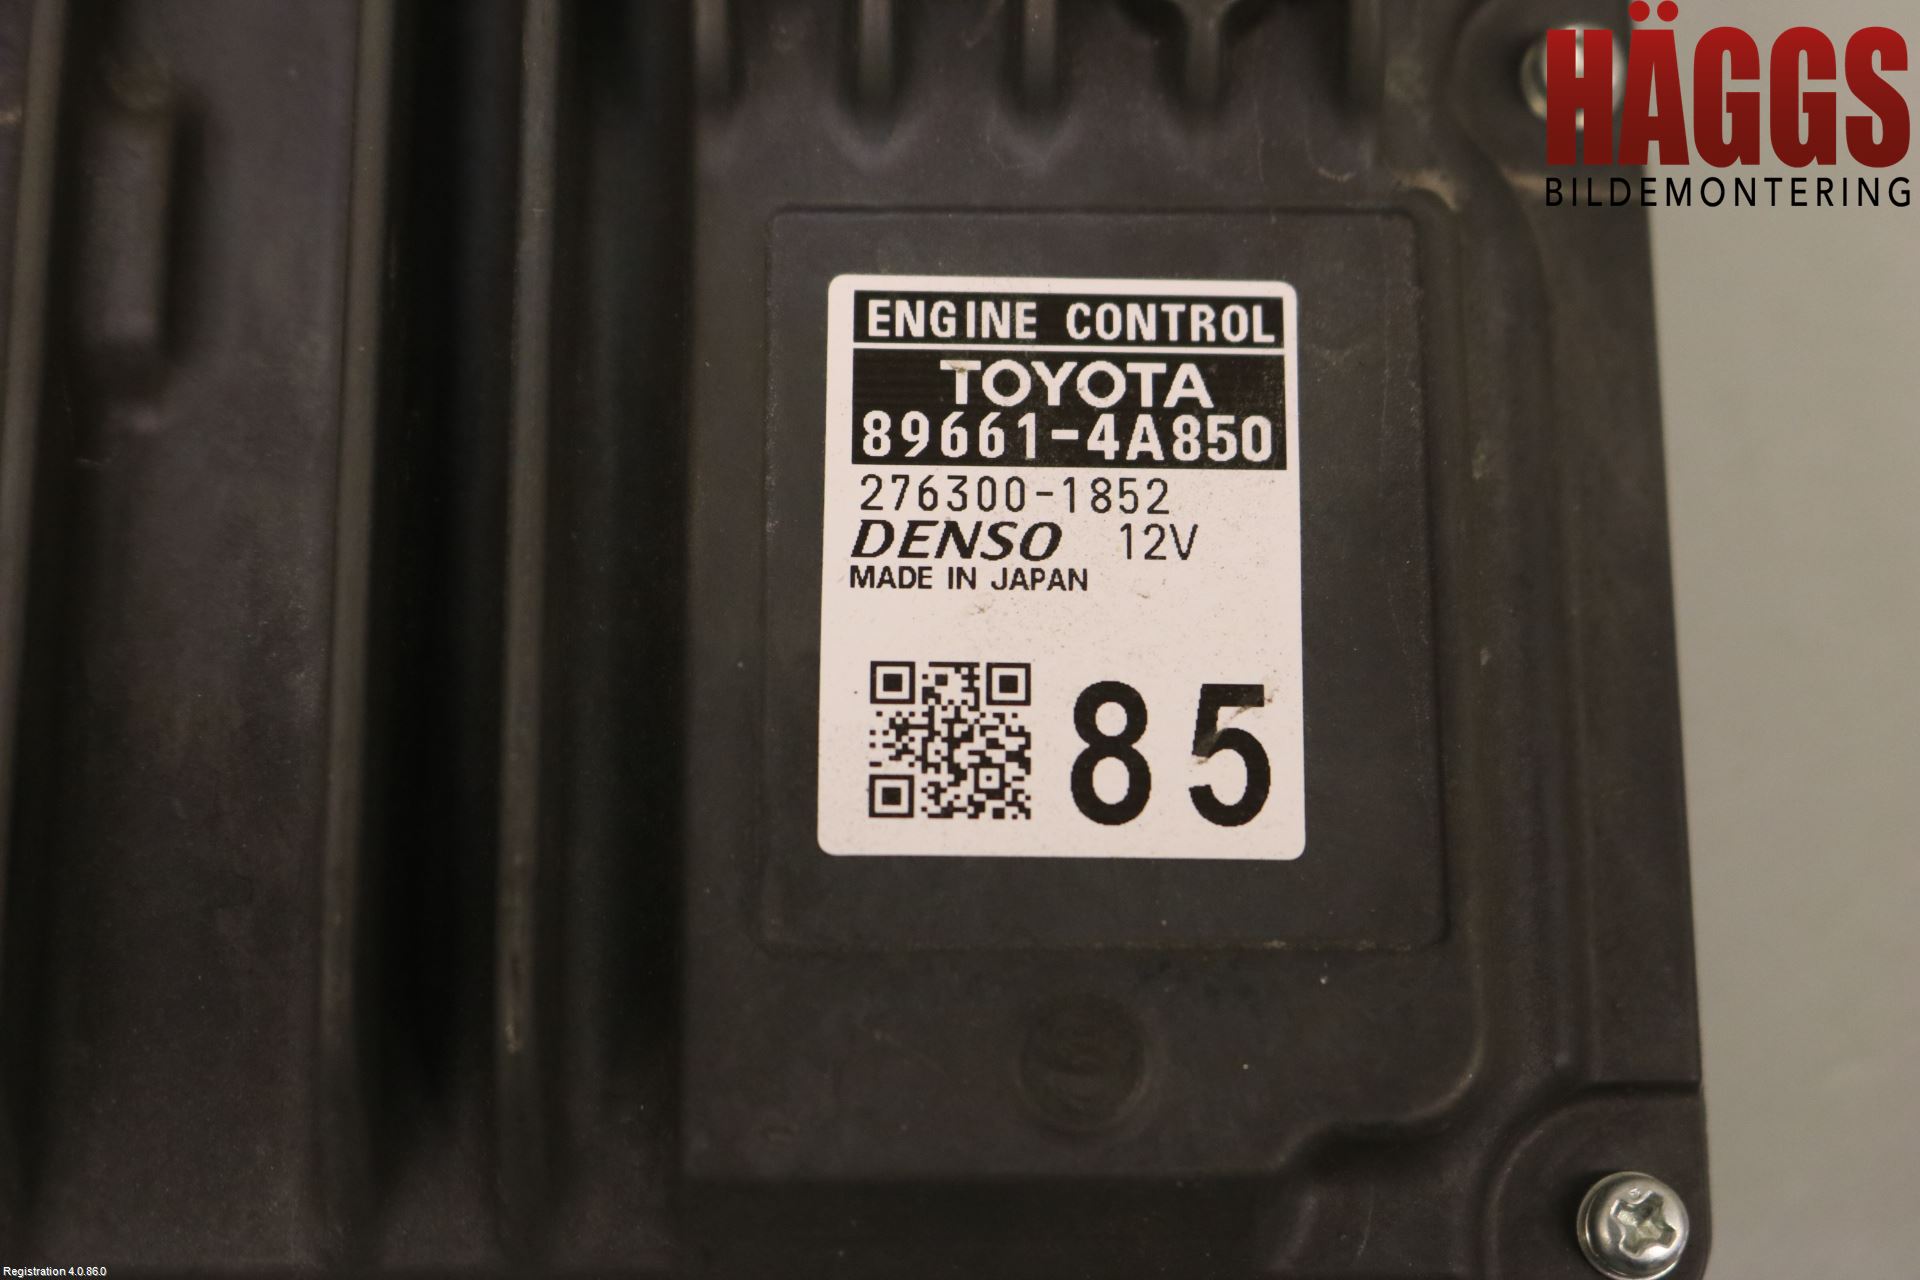 HÄGGS
BILDEMONTERING
ENGINE CONTROL
TOYOTA
89661-4A850
276300-1852
DENSO 12V
MADE IN JAPAN
85
Registration 4.0.86.0